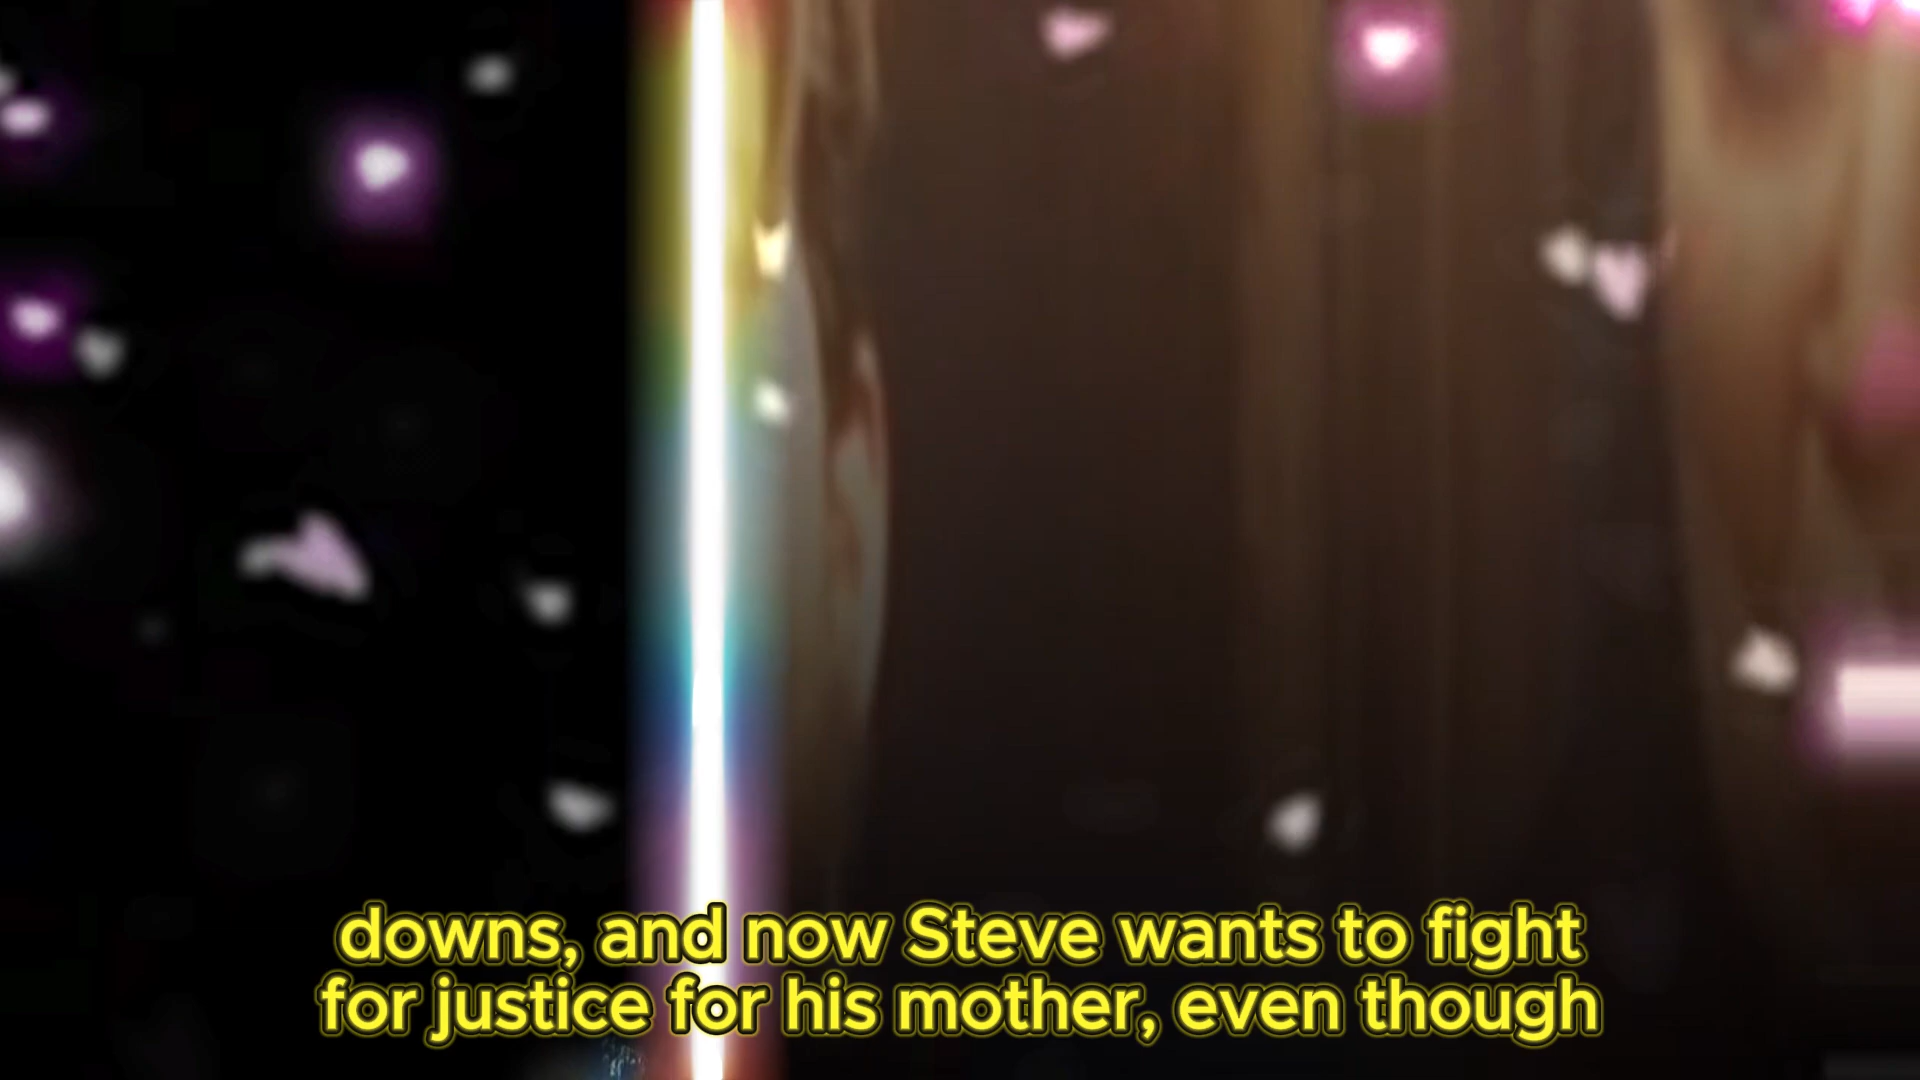 downs, and now Steve wants to fight
for justice for his mother, even though